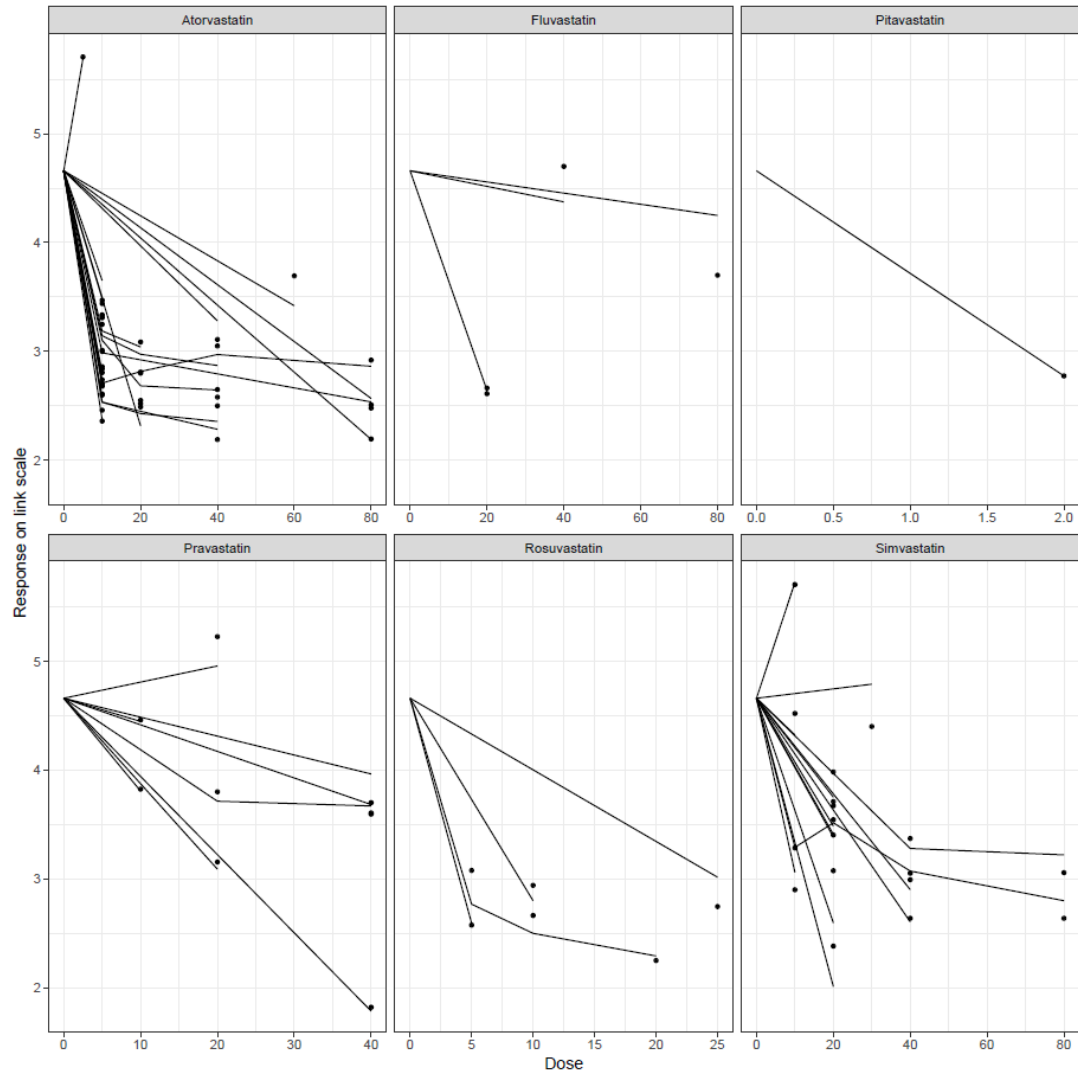 Atorvastatin Fluvastatin Pitavastatin
5
4
3
2
0 20 40 60 80 0 20 40 60 80 0.0 0.5 1.0 1.5 2.0
Response on link scale
Pravastatin Rosuvastatin Simvastatin
5
4
3
2
0 10 20 30 40 0 5 10 15 20 25 0 20 40 60 80
Dose